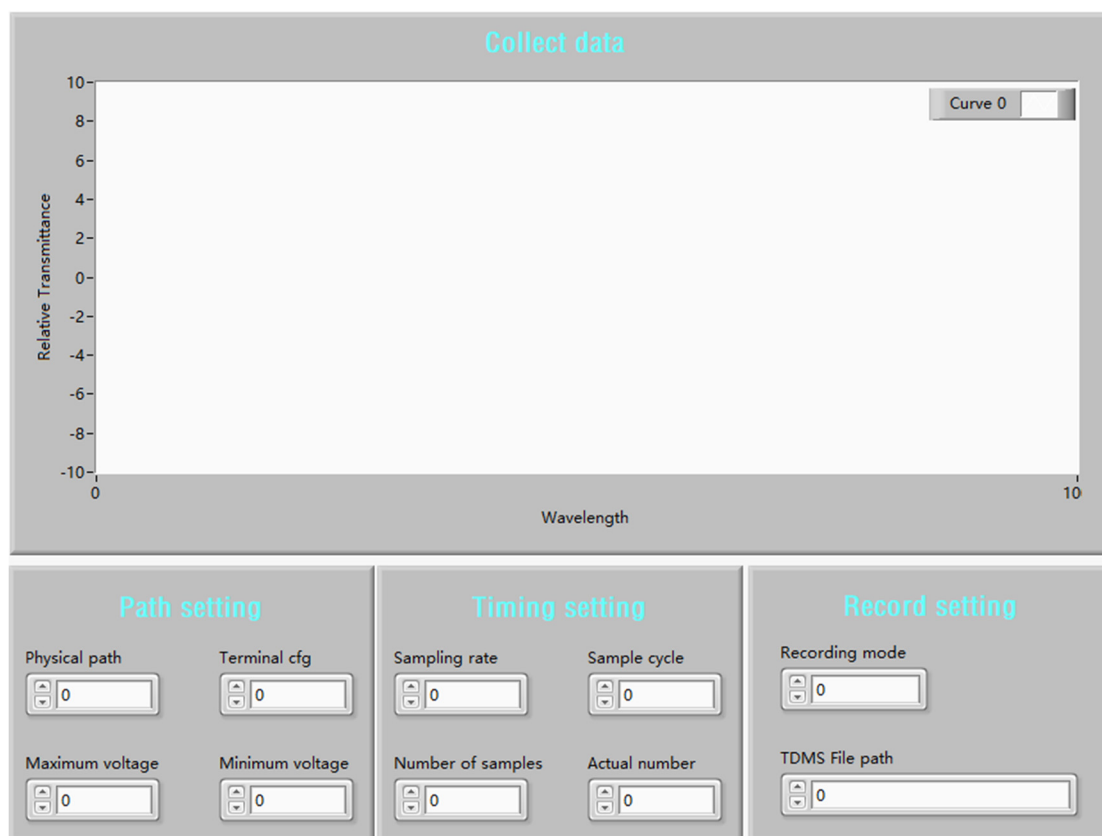 Collect data
Curve 0
10
8
6
4
2
0
-2
-4
-6
-8
-10
Relative Transmittance
0
10
Wavelength
Path setting
Timing setting
Record setting
Physical path
Terminal cfg
Sampling rate
Sample cycle
Recording mode
0
0
0
0
0
Maximum voltage
Minimum voltage
Number of samples
Actual number
TDMS File path
0
0
0
0
0